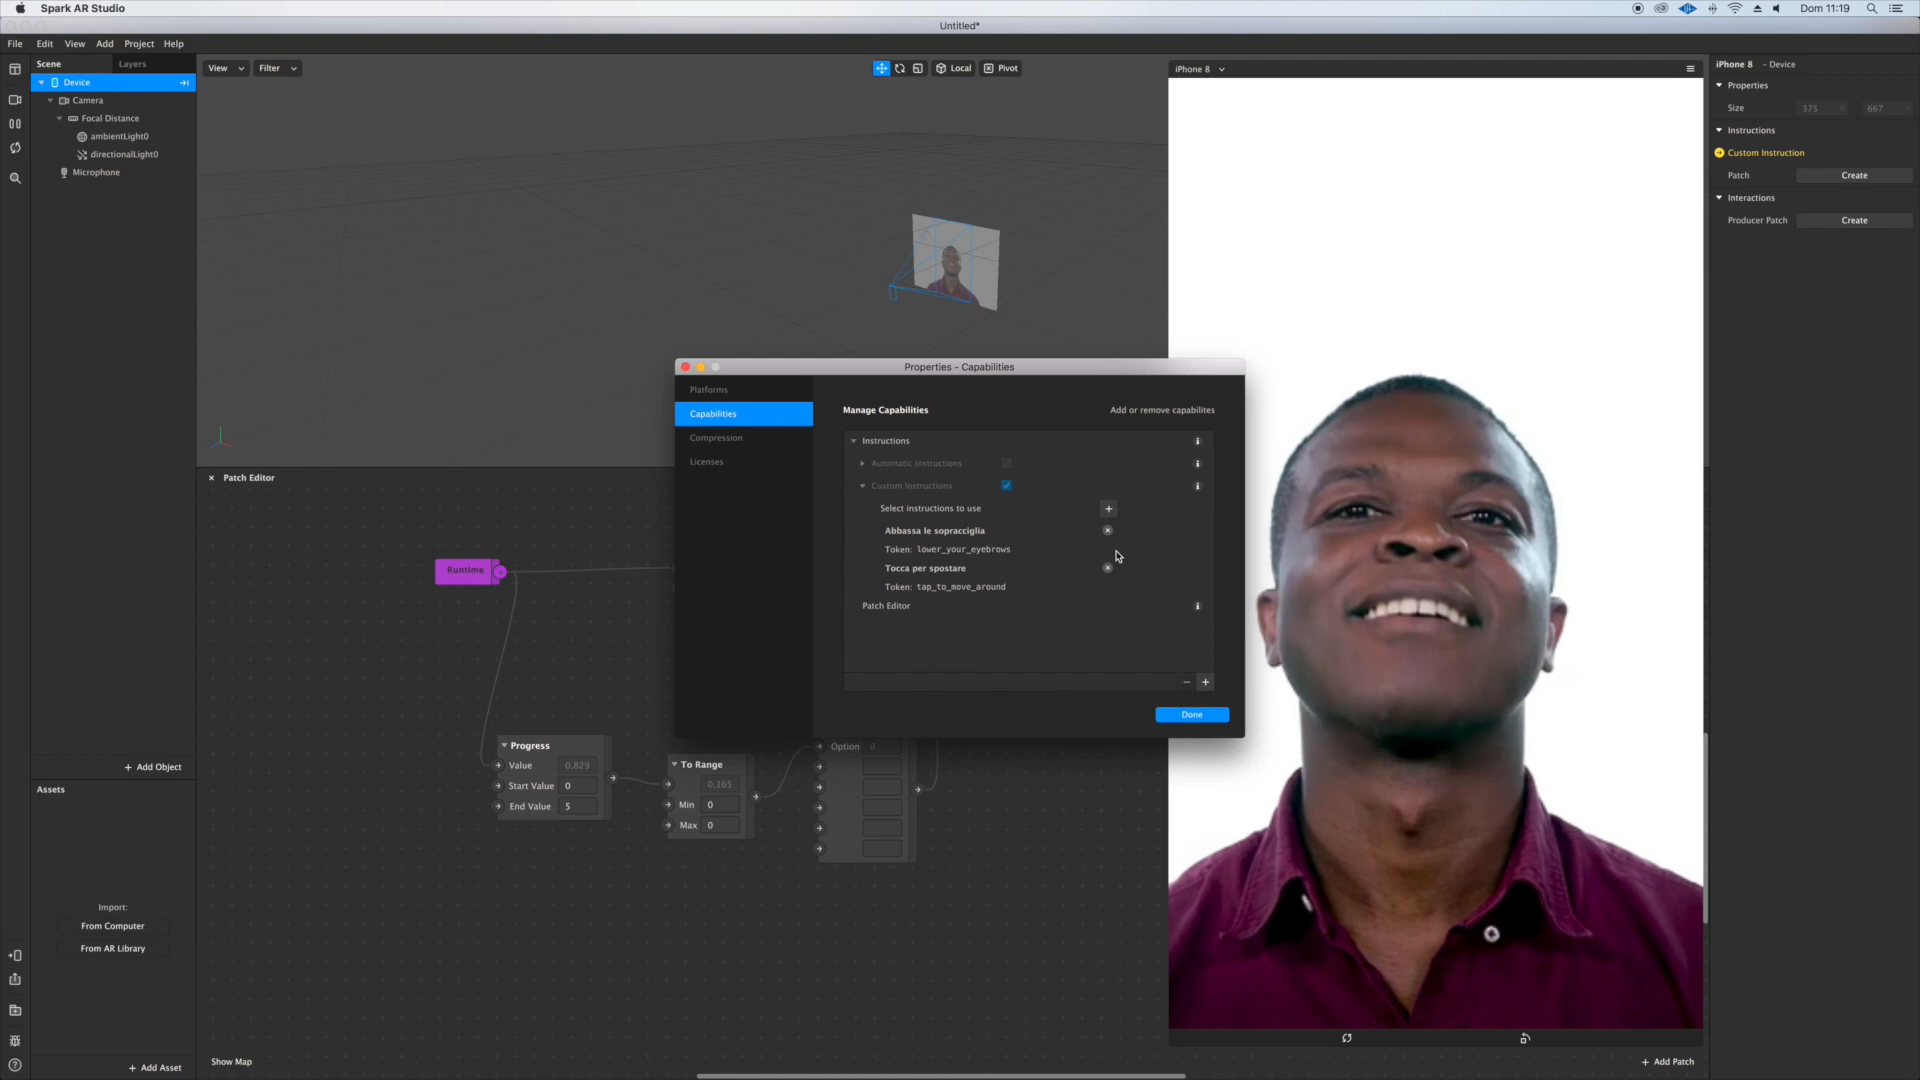 Spark AR Studio
Dom 11:19
Untitled*
File Edit View Add Project Help
Scene Layers
Device
Camera
Focal Distance
ambientLight0
directionalLight0
Microphone
+ Add Object
Assets
Import:
From Computer
From AR Library
+ Add Asset
View Filter
Local Pivot
Patch Editor
Runtime
Progress
Value 0,829
Start Value 0
End Value 5
To Range
0,165
Min 0
Max 0
Option 0
Show Map
+ Add Patch
Properties - Capabilities
Platforms
Capabilities
Compression
Licenses
Manage Capabilities Add or remove capabilites
Instructions
Automatic Instructions
Custom Instructions
Select instructions to use
Abbassa le sopracciglia
Token: lower_your_eyebrows
Tocca per spostare
Token: tap_to_move_around
Patch Editor
Done
iPhone 8
iPhone 8 - Device
Properties
Size 375 667
Instructions
Custom Instruction
Patch Create
Interactions
Producer Patch Create